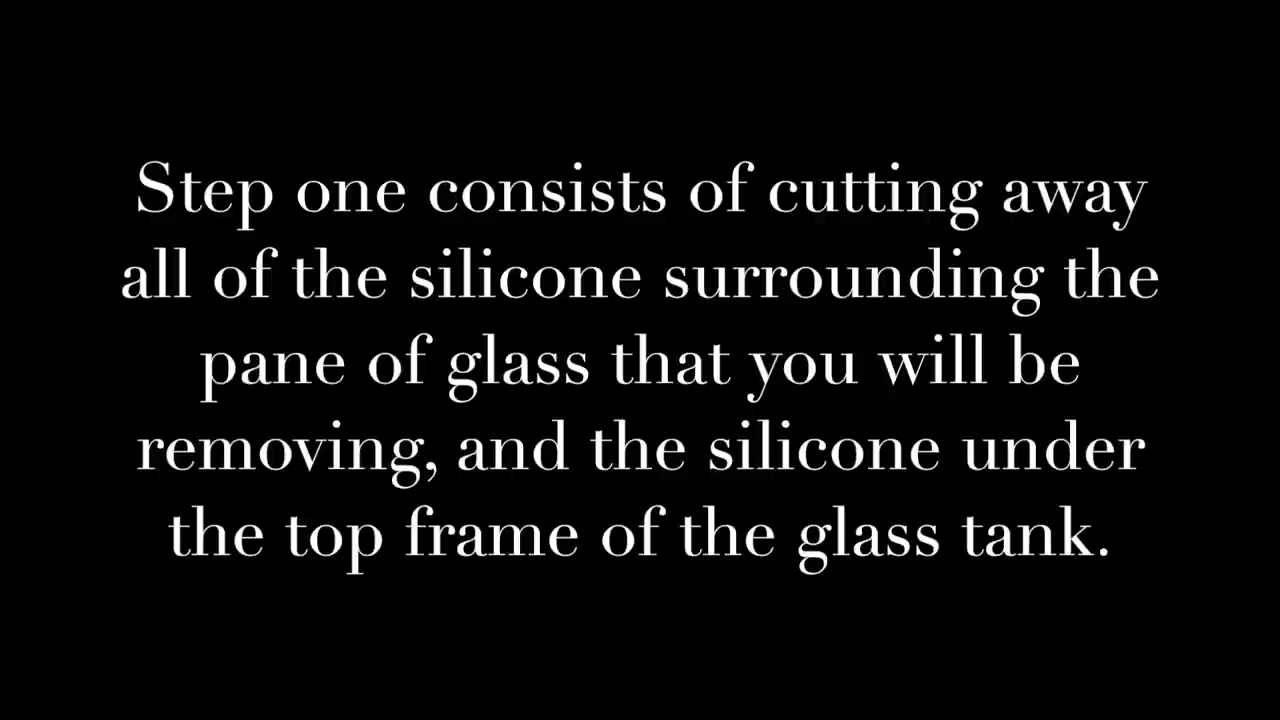 Step one consists of cutting away
all of the silicone surrounding the
pane of glass that you will be
removing, and the silicone under
the top frame of the glass tank.